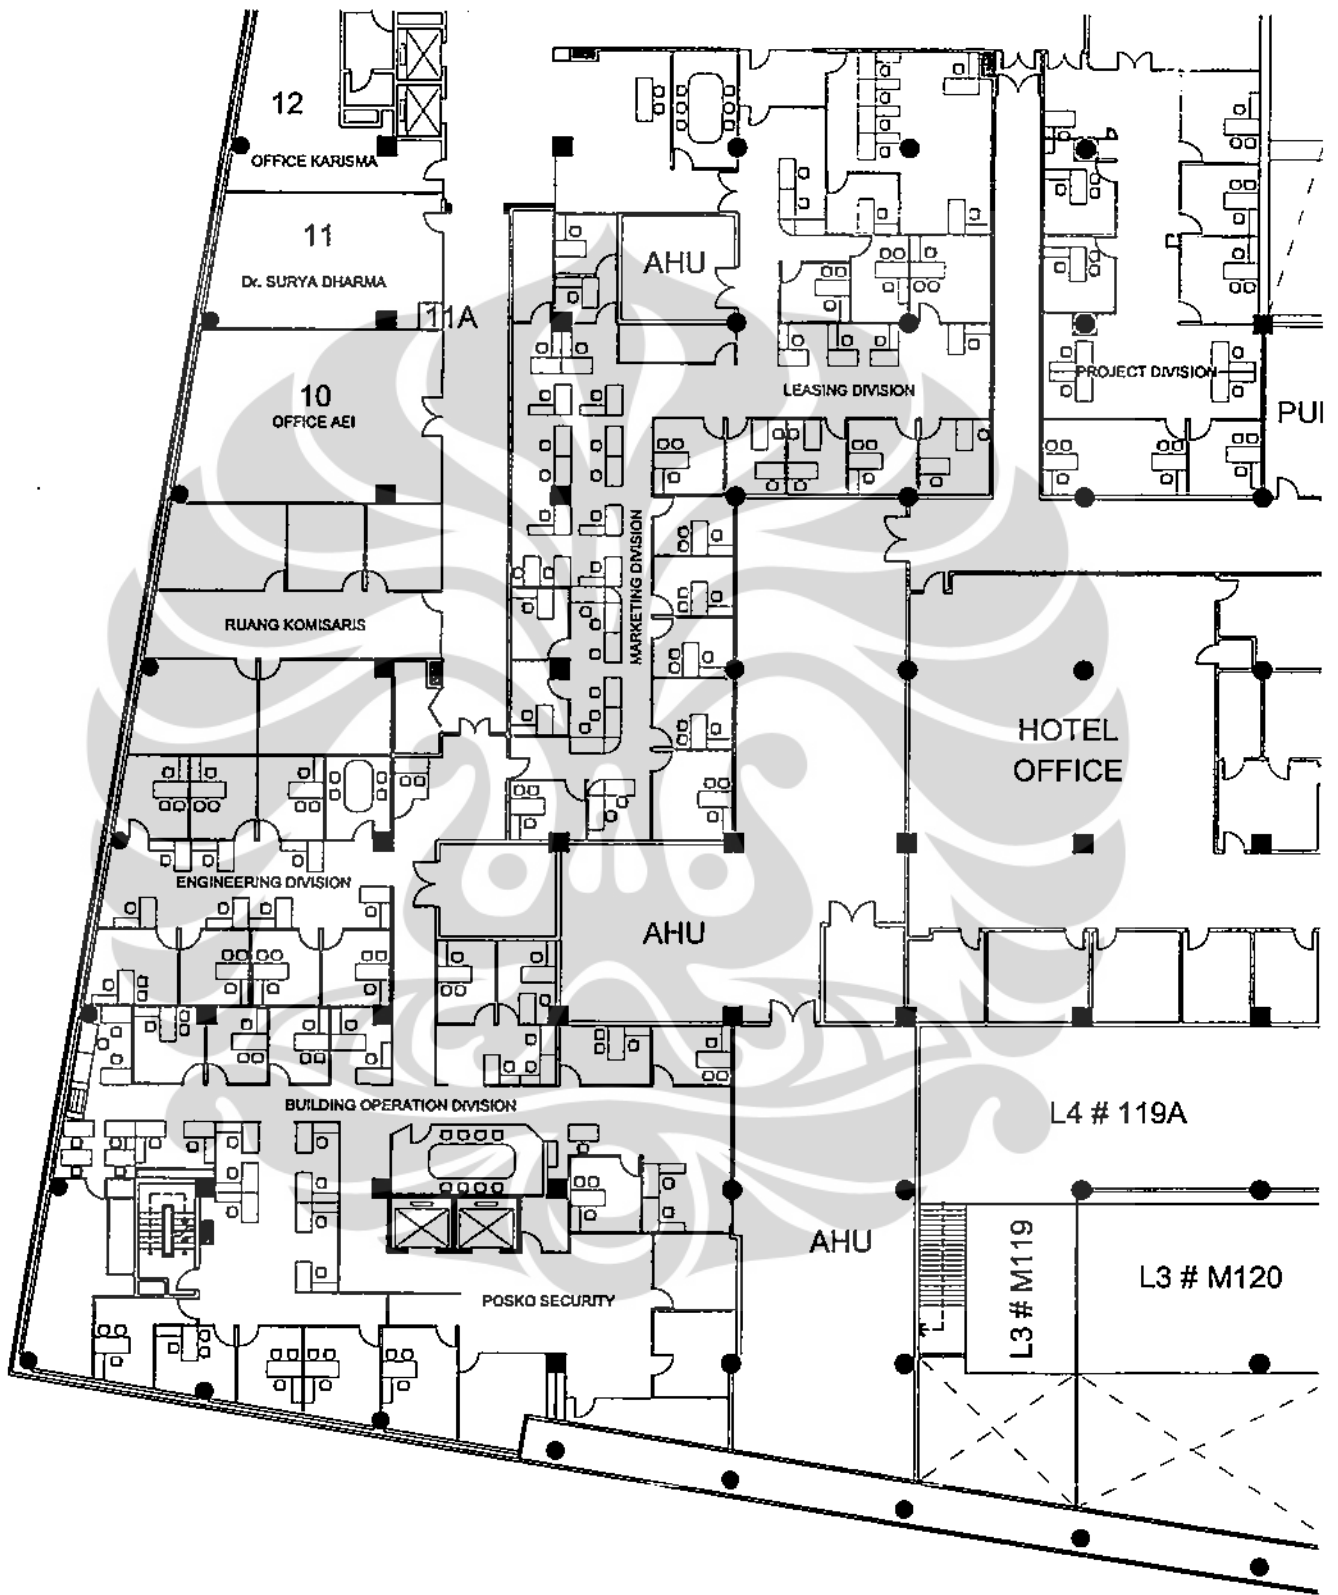 12
OFFICE KARISMA
11
Dr. SURYA DHARMA
11A
AHU
10
OFFICE AEI
LEASING DIVISION
PROJECT DIVISION
PUI
MARKETING DIVISION
RUANG KOMISARIS
HOTEL
OFFICE
ENGINEERING DIVISION
AHU
BUILDING OPERATION DIVISION
L4 # 119A
AHU
L3 # M119
L3 # M120
POSKO SECURITY